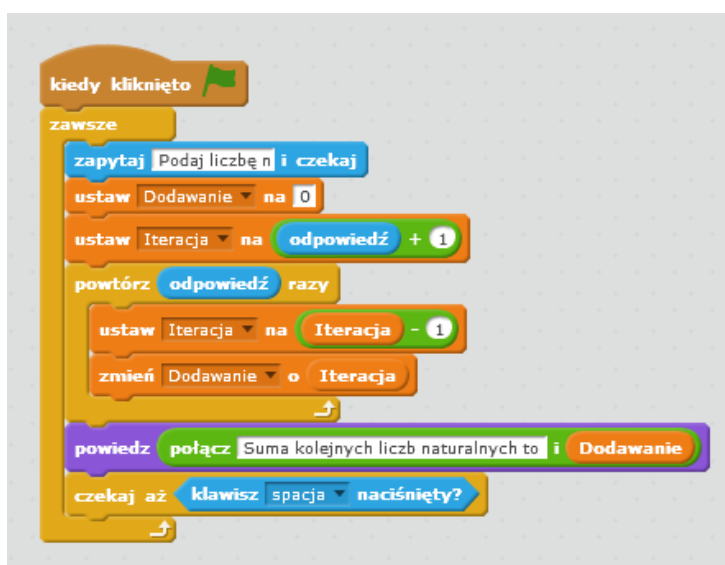 kiedy kliknięto
zawsze
zapytaj Podaj liczbę n i czekaj
ustaw Dodawanie na 0
ustaw Iteracja na odpowiedź + 1
powtórz odpowiedź razy
ustaw Iteracja na Iteracja - 1
zmień Dodawanie o Iteracja
powiedz połącz Suma kolejnych liczb naturalnych to i Dodawanie
czekaj aż klawisz spacja naciśnięty?